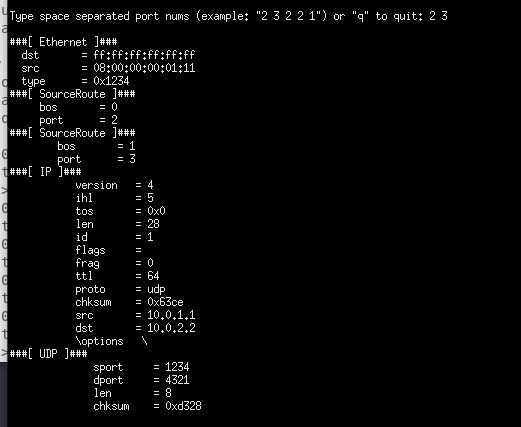 Type space separated port nums (example: "2 3 2 2 1") or "q" to quit: 2 3
###[ Ethernet ]###
dst = ff:ff:ff:ff:ff:ff
src = 08:00:00:00:01:11
type = 0x1234
###[ SourceRoute ]###
bos = 0
port = 2
###[ SourceRoute ]###
bos = 1
port = 3
###[ IP ]###
version = 4
ihl = 5
tos = 0x0
len = 28
id = 1
flags =
frag = 0
ttl = 64
proto = udp
chksum = 0x63ce
src = 10.0.1.1
dst = 10.0.2.2
\options \
###[ UDP ]###
sport = 1234
dport = 4321
len = 8
chksum = 0xd328